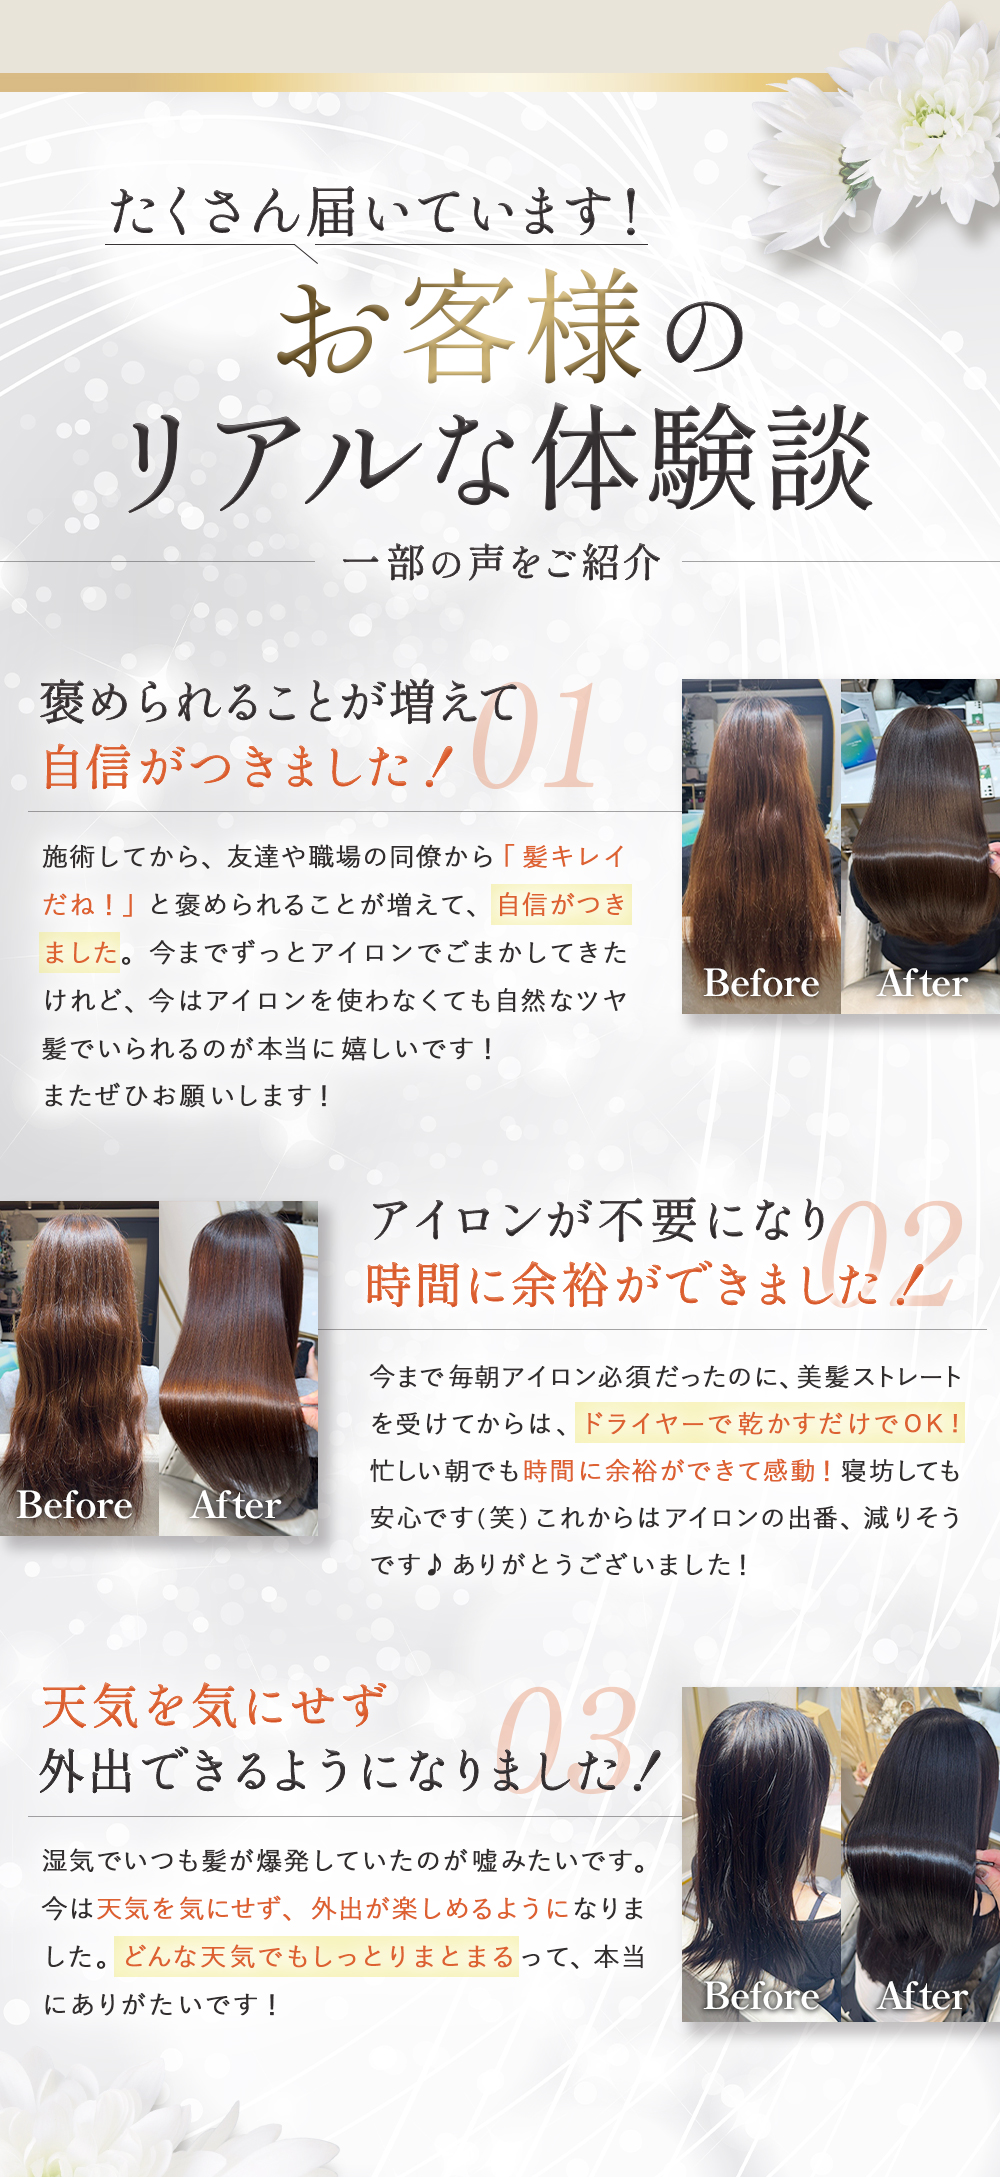 たくさん届いています！
お客様の
リアルな体験談
一部の声をご紹介
01
褒められることが増えて
自信がつきました！
施術してから、友達や職場の同僚から「髪キレイ
だね！」と褒められることが増えて、自信がつき
ました。今までずっとアイロンでごまかしてきた
けれど、今はアイロンを使わなくても自然なツヤ
髪でいられるのが本当に嬉しいです！
またぜひお願いします！
Before After
02
アイロンが不要になり
時間に余裕ができました！
今まで毎朝アイロン必須だったのに、美髪ストレート
を受けてからは、ドライヤーで乾かすだけでOK！
忙しい朝でも時間に余裕ができて感動！寝坊しても
安心です(笑)これからはアイロンの出番、減りそう
です♪ありがとうございました！
Before After
03
天気を気にせず
外出できるようになりました！
湿気でいつも髪が爆発していたのが嘘みたいです。
今は天気を気にせず、外出が楽しめるようになりま
した。どんな天気でもしっとりまとまるって、本当
にありがたいです！
Before After